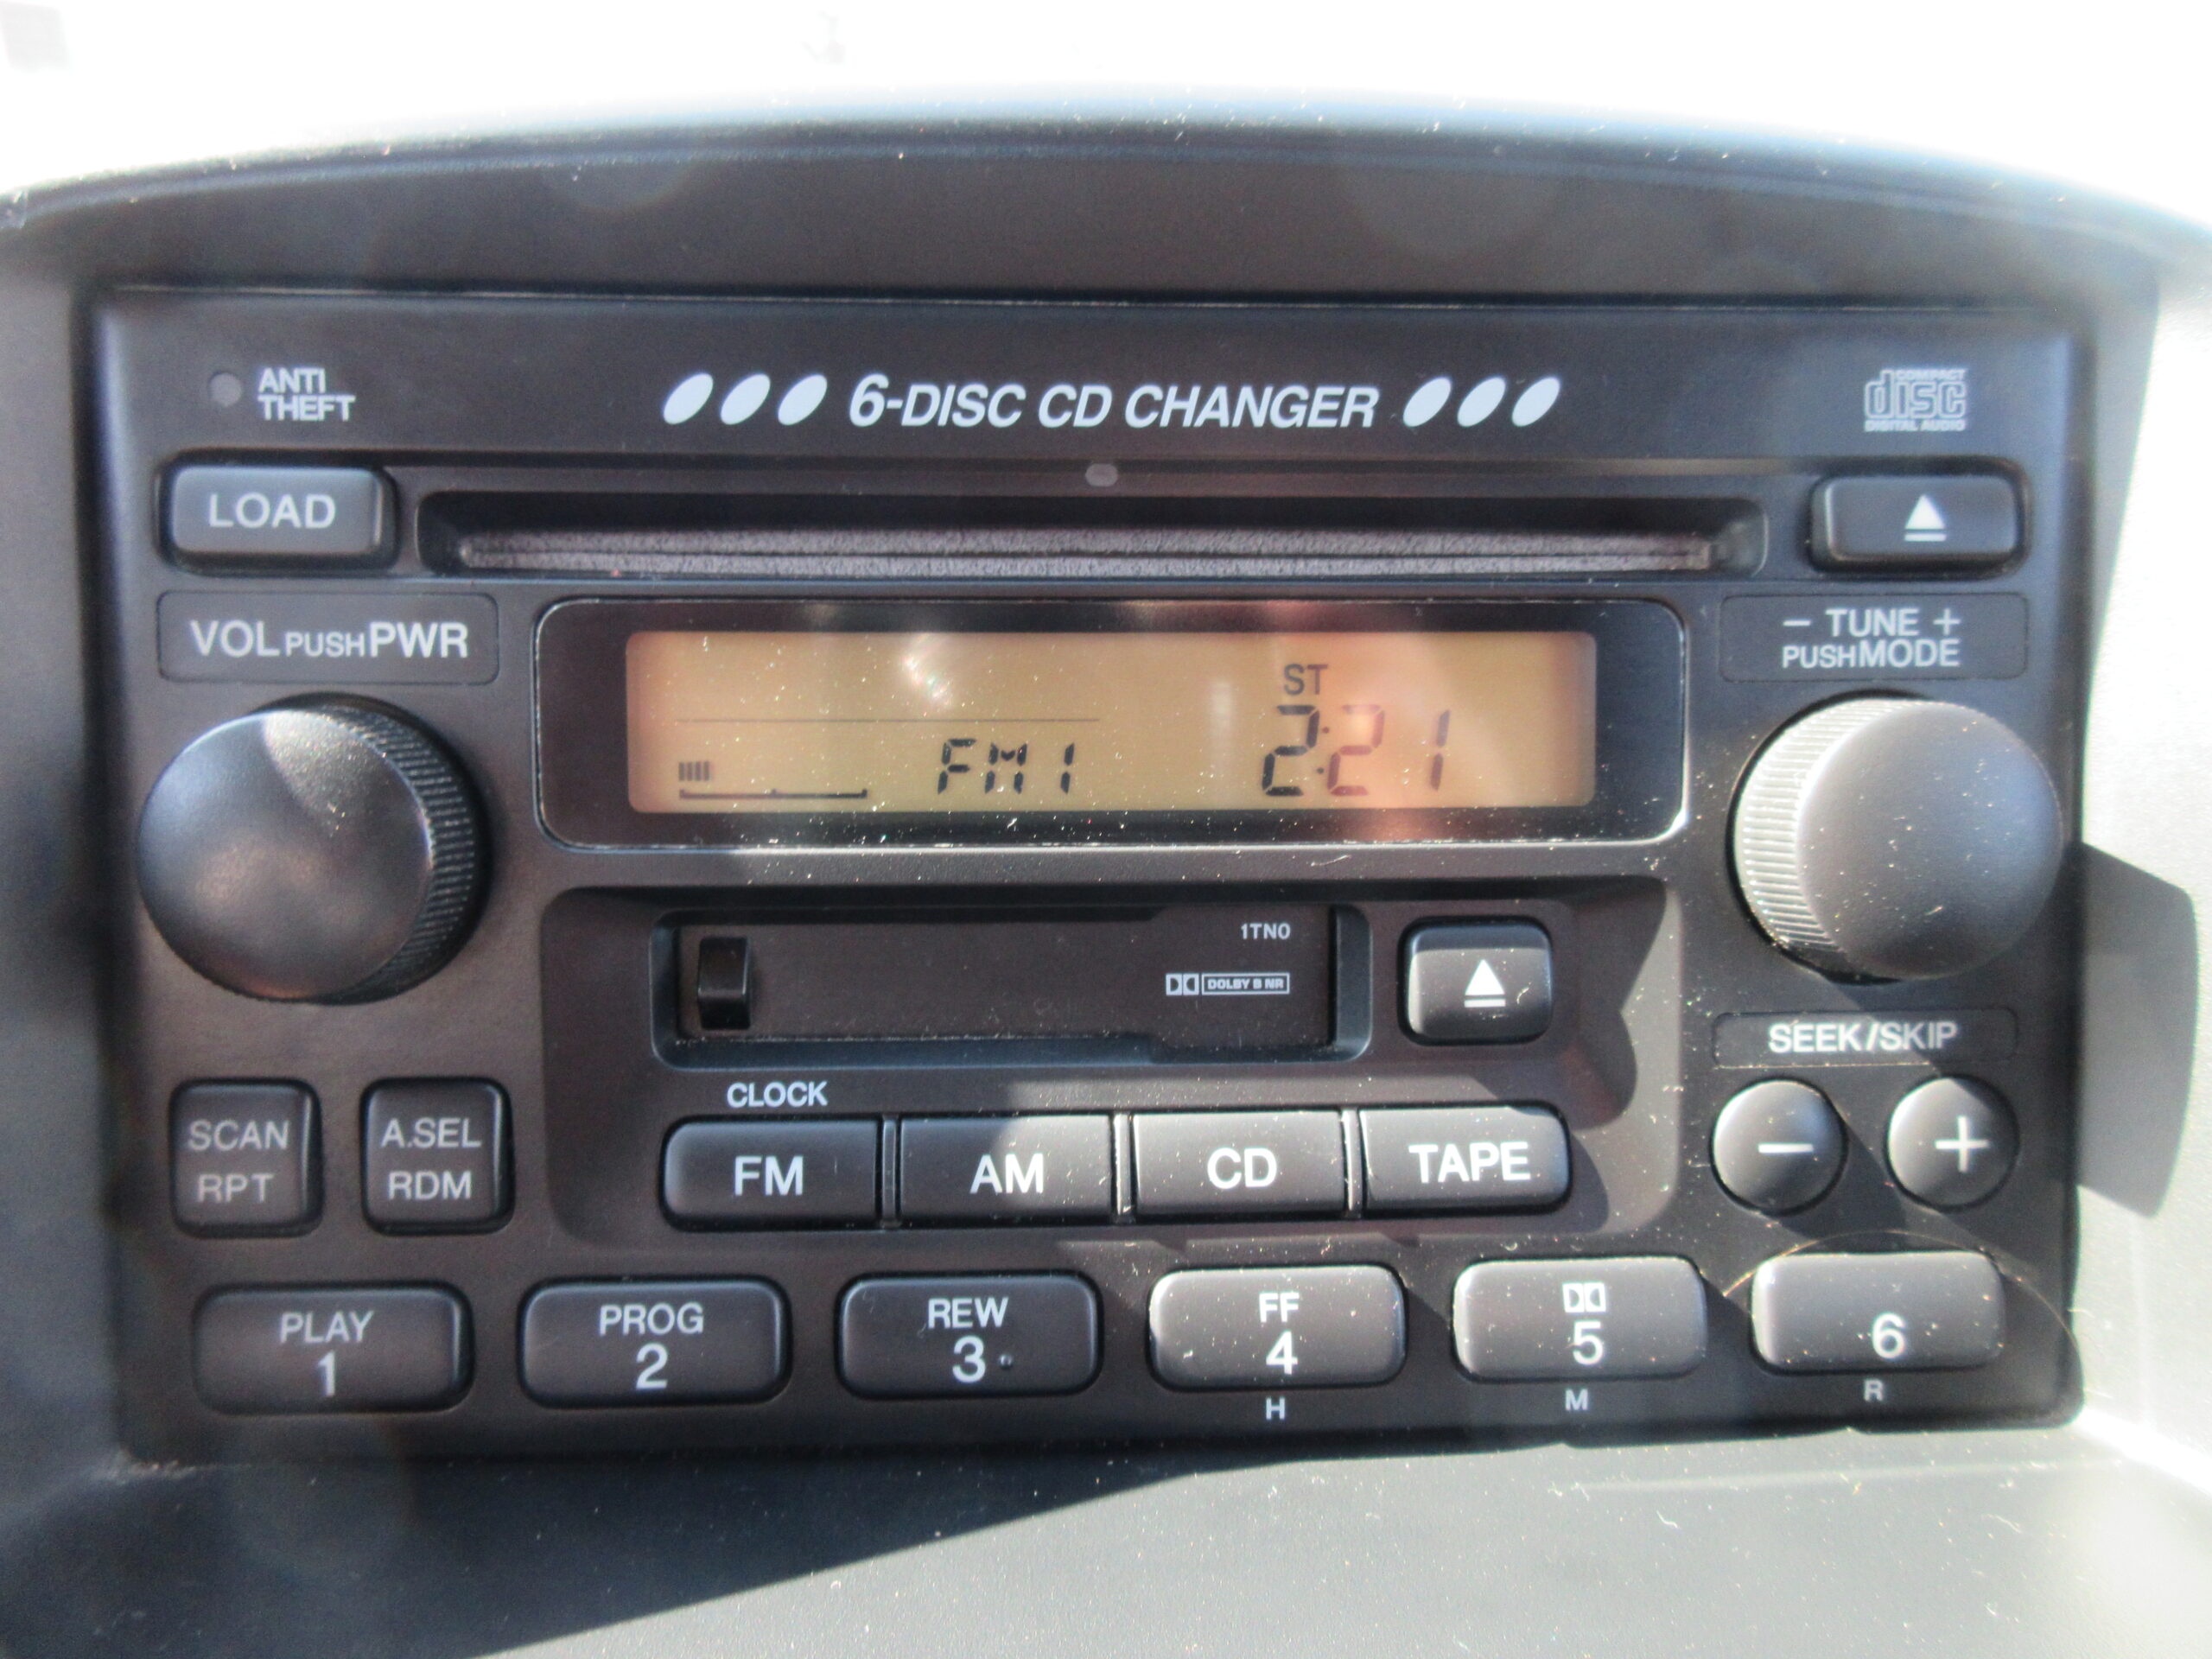 ANTI
THEFT
6-DISC CD CHANGER
COMPACT
disc
DIGITAL AUDIO
LOAD
VOL PUSH PWR
- TUNE +
PUSH MODE
ST
FM1
2:21
1TN0
DOLBY B NR
SEEK/SKIP
- +
SCAN
RPT
A.SEL
RDM
CLOCK
FM
AM
CD
TAPE
PLAY
1
PROG
2
REW
3
FF
4
5
6
H
M
R